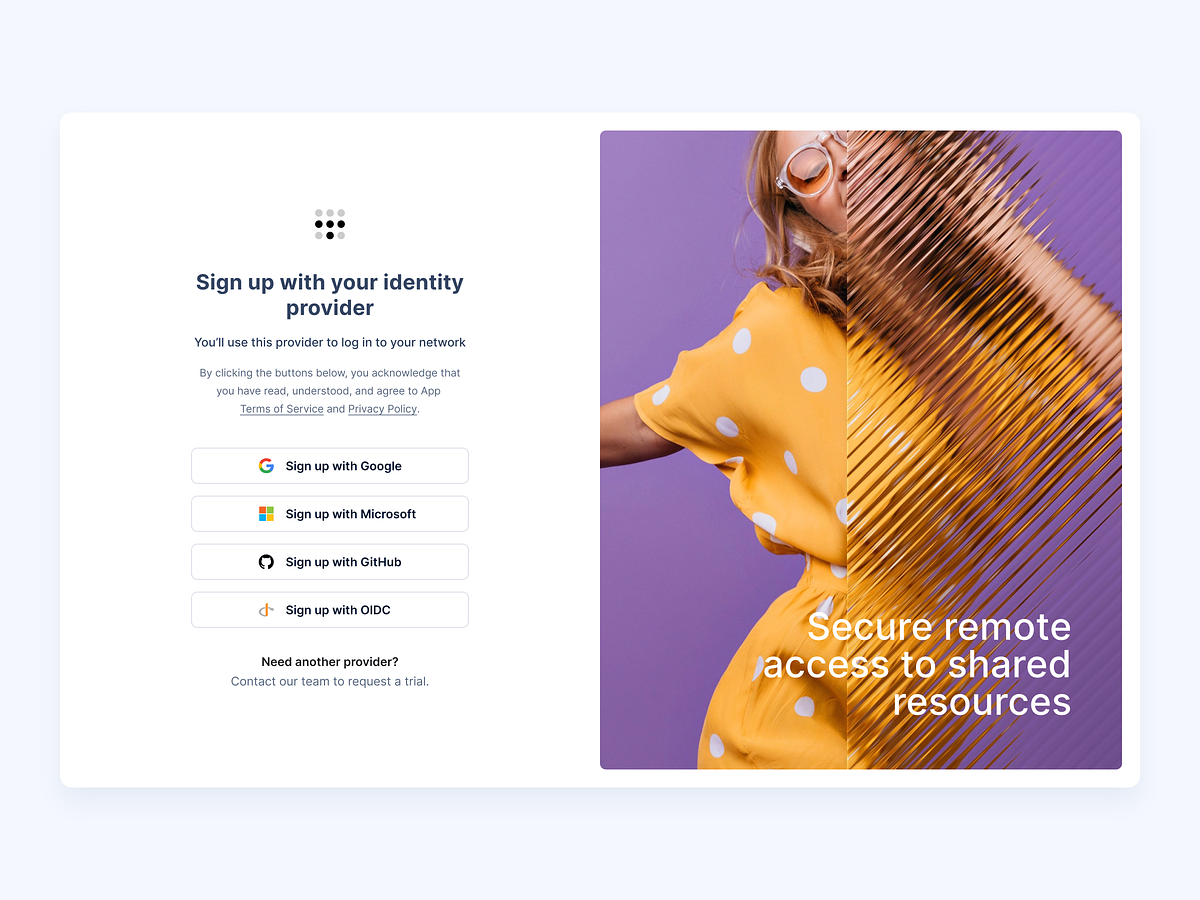 Sign up with your identity
provider
You’ll use this provider to log in to your network
By clicking the buttons below, you acknowledge that
you have read, understood, and agree to App
Terms of Service and Privacy Policy.
Sign up with Google
Sign up with Microsoft
Sign up with GitHub
Sign up with OIDC
Need another provider?
Contact our team to request a trial.
Secure remote
access to shared
resources